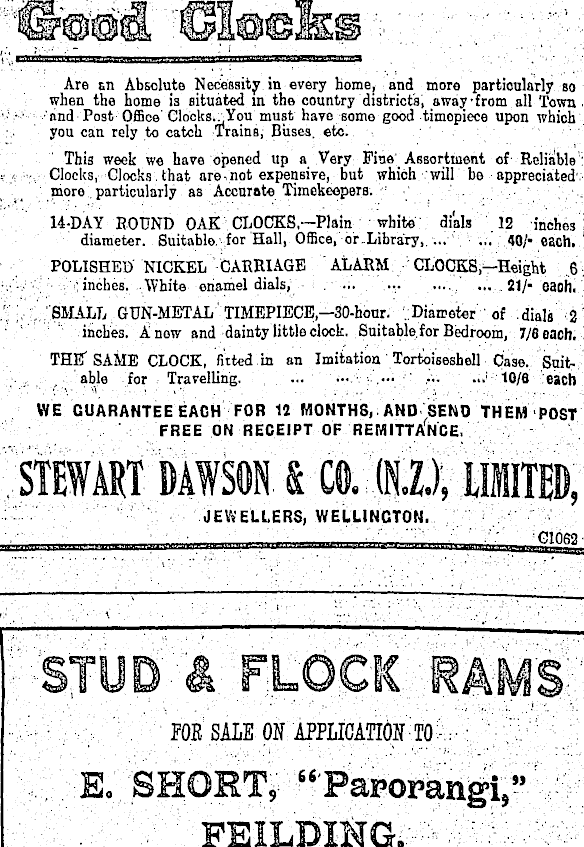 Good Clocks
Are an Absolute Necessity in every home, and more particularly so
when the home is situated in the country districts, away from all Town
and Post Office Clocks. You must have some good timepiece upon which
you can rely to catch Trains, Buses, etc.
This week we have opened up a Very Fine Assortment of Reliable
Clocks, Clocks that are not expensive, but which will be appreciated
more particularly as Accurate Timekeepers.
14-DAY ROUND OAK CLOCKS,—Plain white dials 12 inches
diameter. Suitable for Hall, Office, or Library, ... ... 40/- each.
POLISHED NICKEL CARRIAGE ALARM CLOCKS,—Height 6
inches. White enamel dials, ... ... ... ... 21/- each.
SMALL GUN-METAL TIMEPIECE,—30-hour. Diameter of dials 2
inches. A new and dainty little clock. Suitable for Bedroom, 7/6 each.
THE SAME CLOCK, fitted in an Imitation Tortoiseshell Case. Suit-
able for Travelling. ... ... ... ... ... 10/6 each
WE GUARANTEE EACH FOR 12 MONTHS, AND SEND THEM POST
FREE ON RECEIPT OF REMITTANCE.
STEWART DAWSON & CO. (N.Z.), LIMITED,
JEWELLERS, WELLINGTON.
C1062
STUD & FLOCK RAMS
FOR SALE ON APPLICATION TO
E. SHORT, “Parorangi,”
FEILDING.